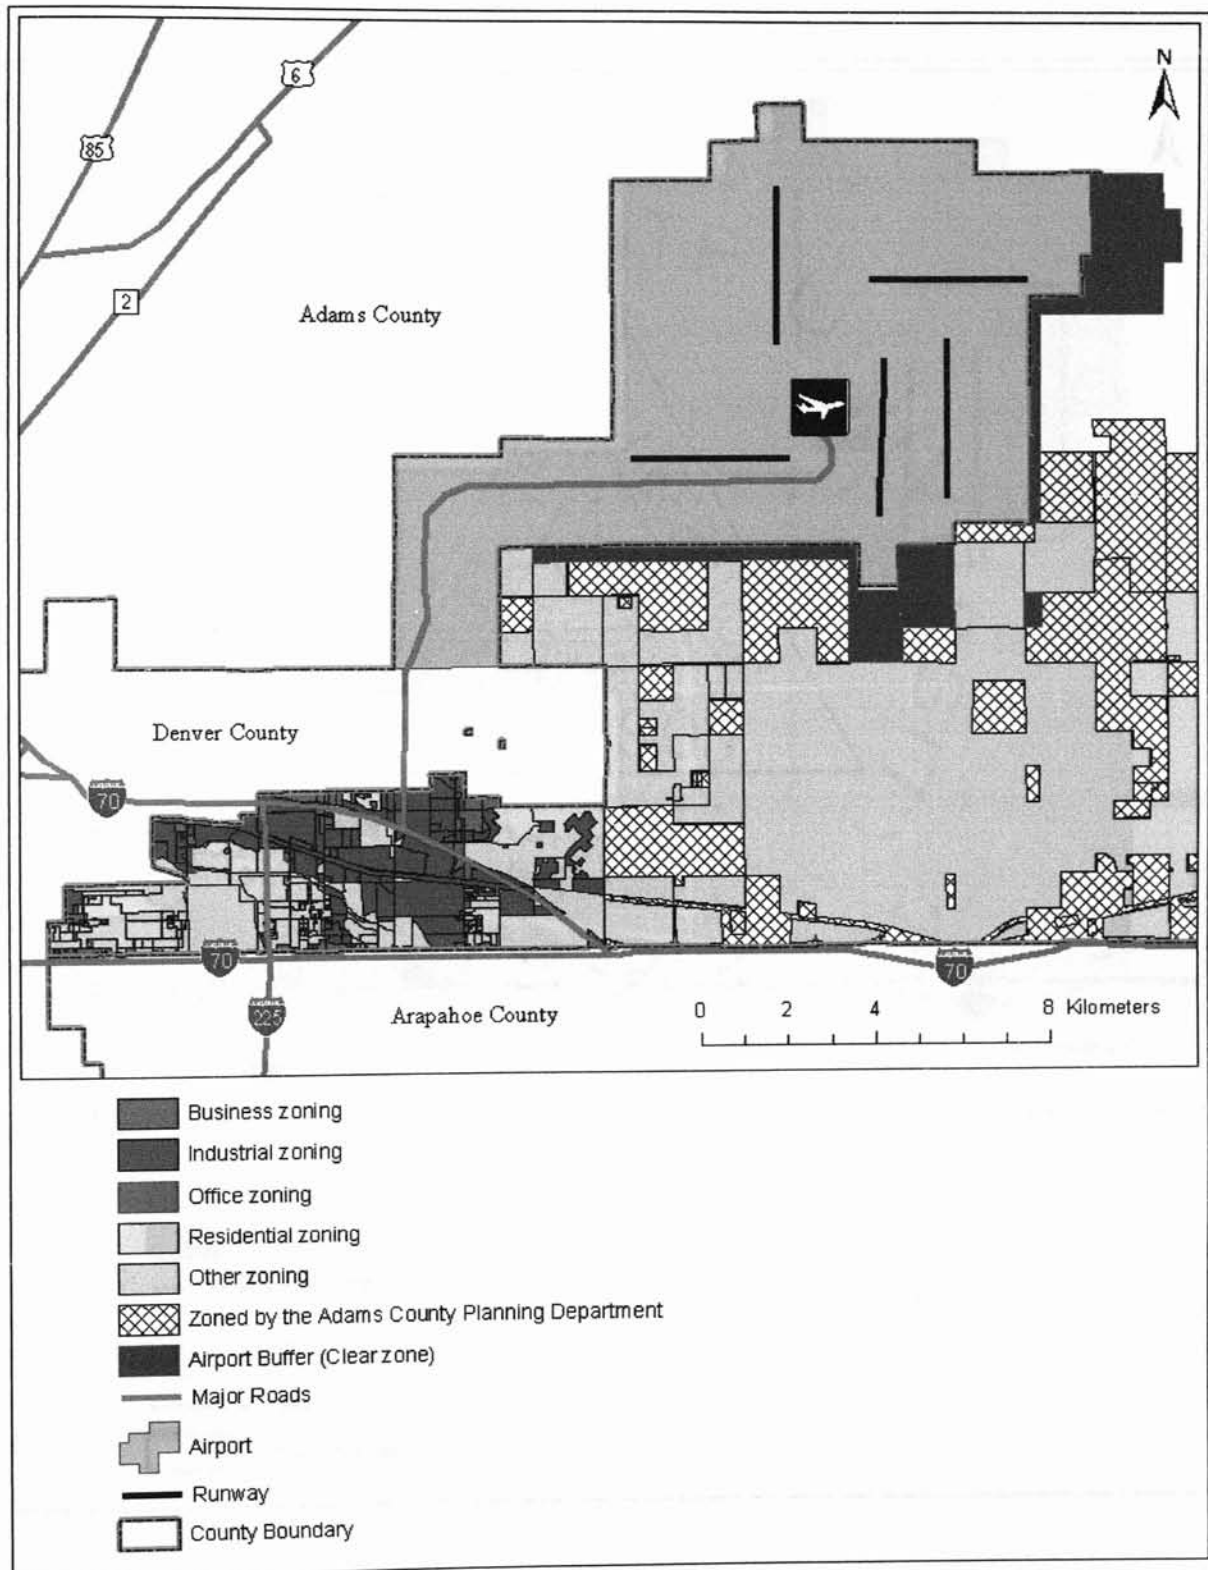 N
6
85
2
Adams County
Denver County
70
70
225
70
Arapahoe County
0 2 4 8 Kilometers
Business zoning
Industrial zoning
Office zoning
Residential zoning
Other zoning
Zoned by the Adams County Planning Department
Airport Buffer (Clear zone)
Major Roads
Airport
Runway
County Boundary